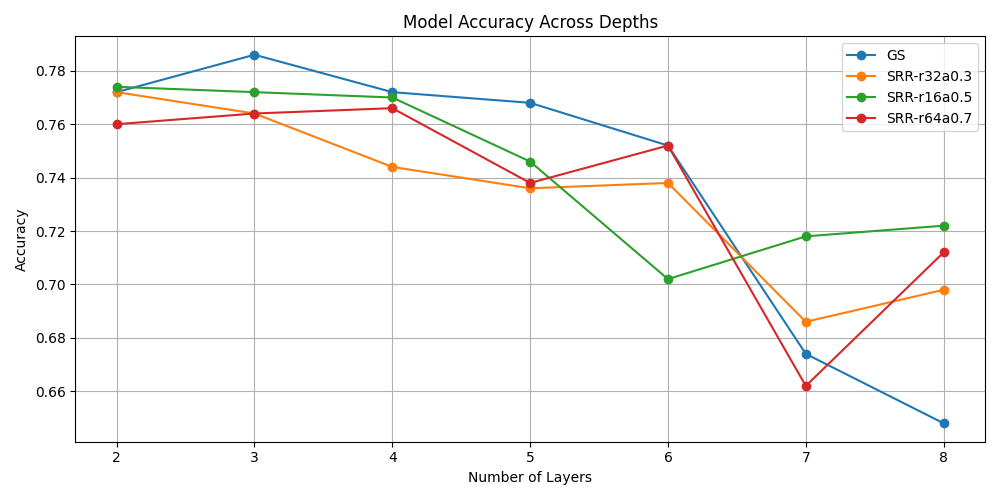 Model Accuracy Across Depths
GS
SRR-r32a0.3
SRR-r16a0.5
SRR-r64a0.7
Accuracy
0.78
0.76
0.74
0.72
0.70
0.68
0.66
2 3 4 5 6 7 8
Number of Layers